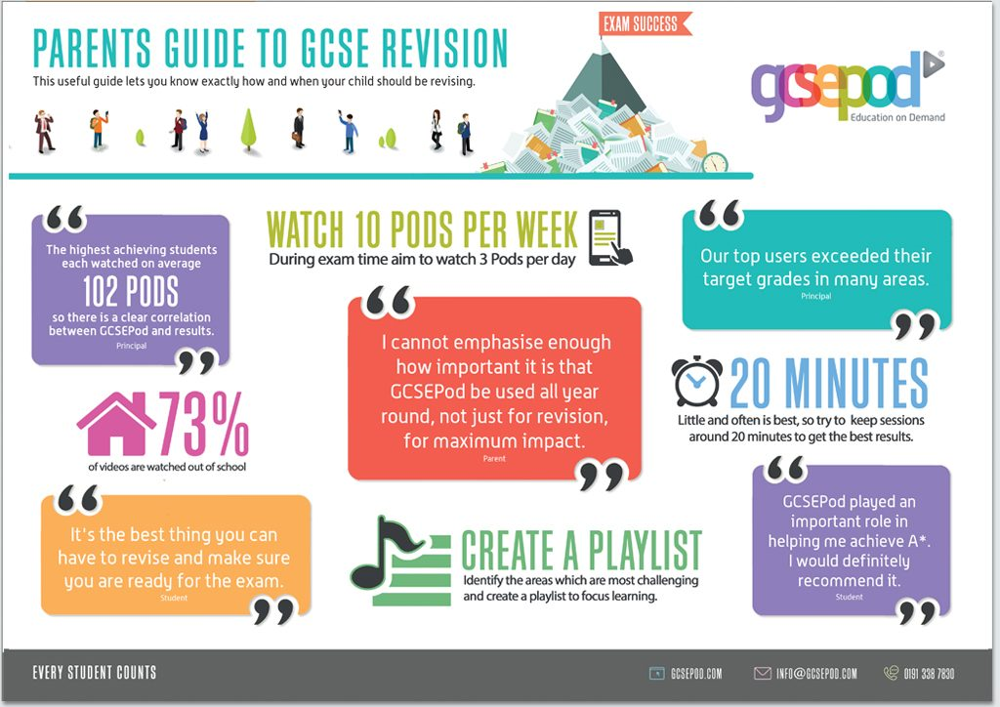 PARENTS GUIDE TO GCSE REVISION
This useful guide lets you know exactly how and when your child should be revising.
EXAM SUCCESS
gcsepod®
Education on Demand
“
The highest achieving students
each watched on average
102 PODS
so there is a clear correlation
between GCSEPod and results.
Principal
”
WATCH 10 PODS PER WEEK
During exam time aim to watch 3 Pods per day
“
Our top users exceeded their
target grades in many areas.
Principal
”
“
I cannot emphasise enough
how important it is that
GCSEPod be used all year
round, not just for revision,
for maximum impact.
Parent
”
73%
of videos are watched out of school
20 MINUTES
Little and often is best, so try to keep sessions
around 20 minutes to get the best results.
“
It's the best thing you can
have to revise and make sure
you are ready for the exam.
Student
”
CREATE A PLAYLIST
Identify the areas which are most challenging
and create a playlist to focus learning.
“
GCSEPod played an
important role in
helping me achieve A*.
I would definitely
recommend it.
Student
”
EVERY STUDENT COUNTS
GCSEPOD.COM
INFO@GCSEPOD.COM
0191 338 7830